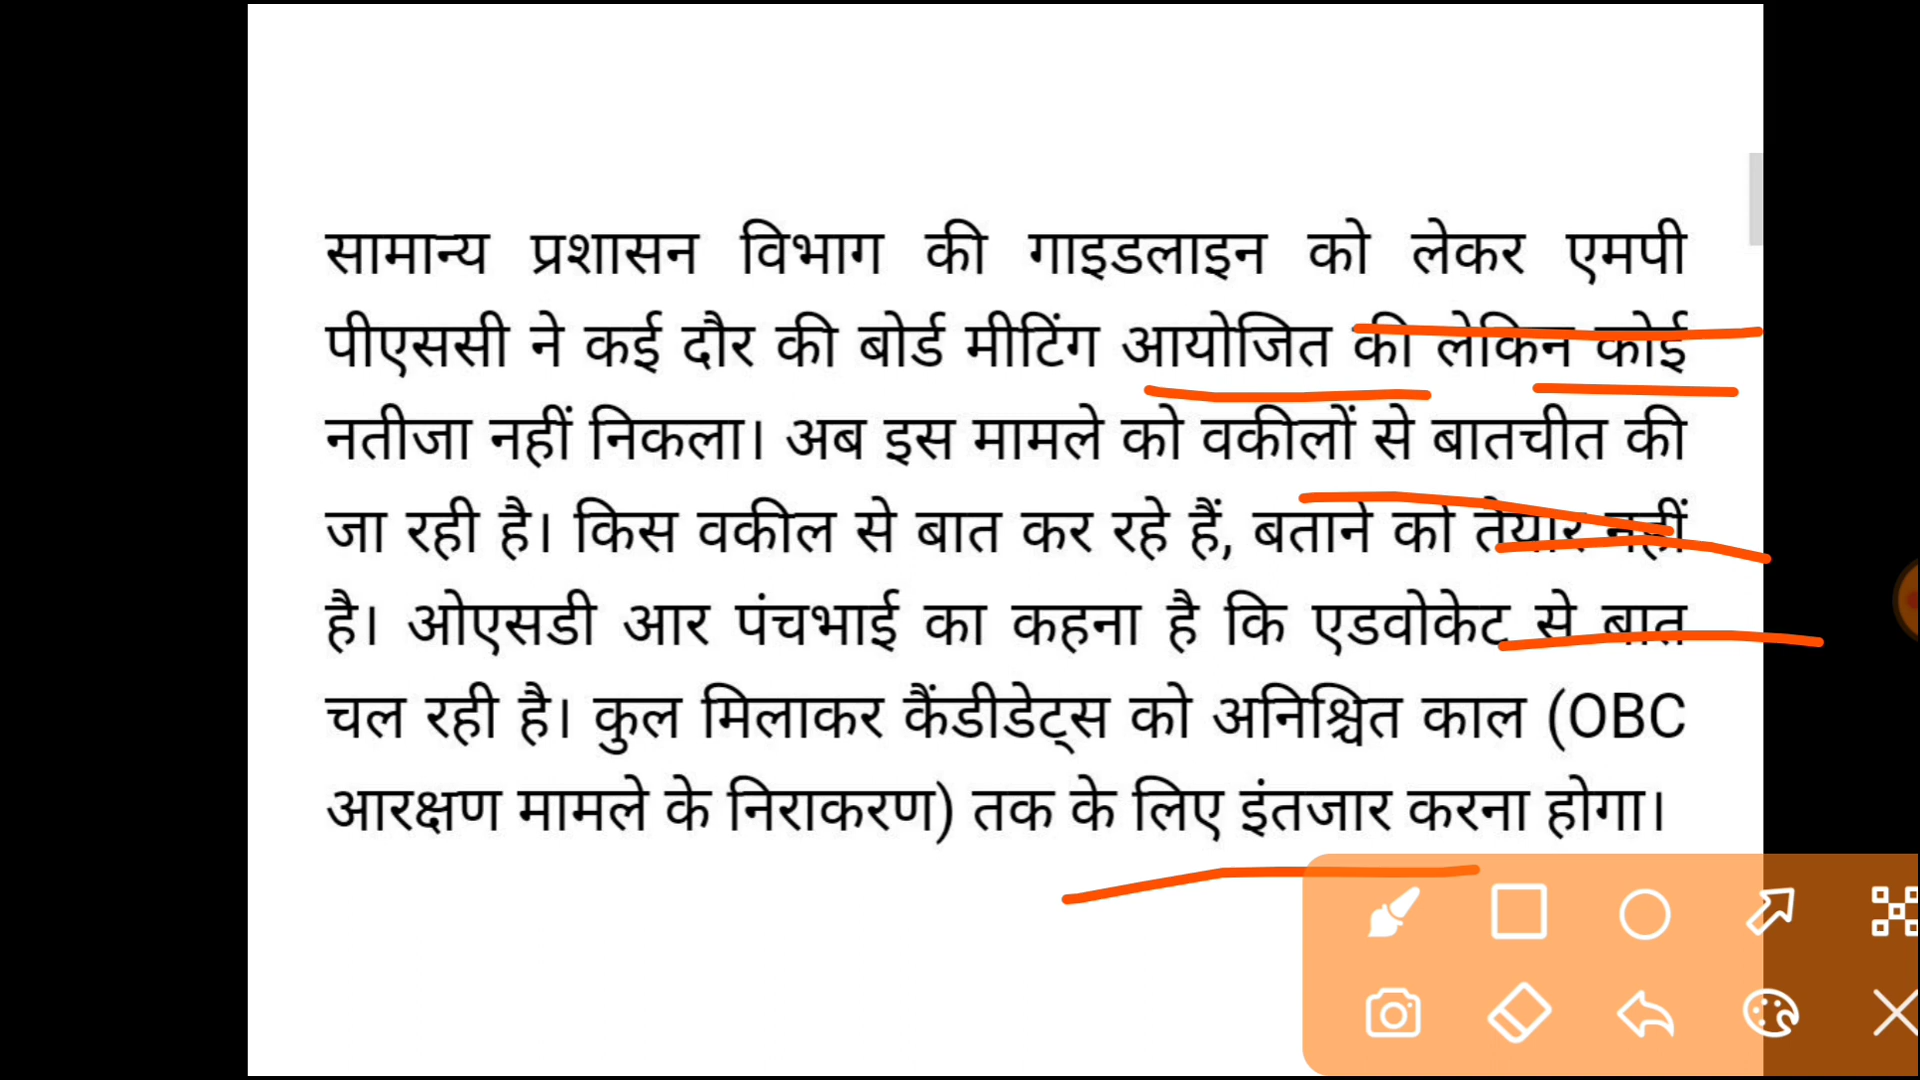 सामान्य प्रशासन विभाग की गाइडलाइन को लेकर एमपी
पीएससी ने कई दौर की बोर्ड मीटिंग आयोजित की लेकिन कोई
नतीजा नहीं निकला। अब इस मामले को वकीलों से बातचीत की
जा रही है। किस वकील से बात कर रहे हैं, बताने को तैयार नहीं
है। ओएसडी आर पंचभाई का कहना है कि एडवोकेट से बात
चल रही है। कुल मिलाकर कैंडीडेट्स को अनिश्चित काल (OBC
आरक्षण मामले के निराकरण) तक के लिए इंतजार करना होगा।